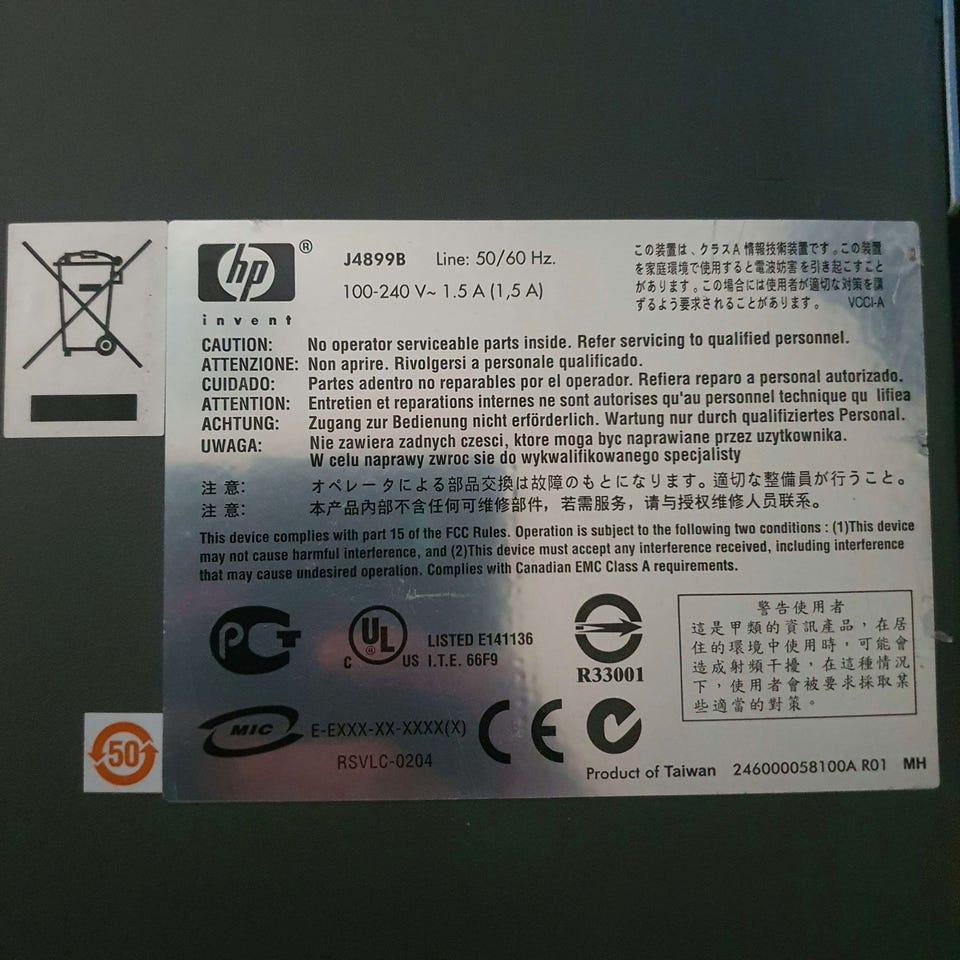 hp ®
invent
J4899B Line: 50/60 Hz.
100-240 V~ 1.5 A (1,5 A)
この装置は、クラスA 情報技術装置です。この装置
を家庭環境で使用すると電波妨害を引き起こすこと
があります。この場合には使用者が適切な対策を講
ずるよう要求されることがあります。 VCCI-A
CAUTION: No operator serviceable parts inside. Refer servicing to qualified personnel.
ATTENZIONE: Non aprire. Rivolgersi a personale qualificado.
CUIDADO: Partes adentro no reparables por el operador. Refiera reparo a personal autorizado.
ATTENTION: Entretien et reparations internes ne sont autorises qu'au personnel technique qu lifiea
ACHTUNG: Zugang zur Bedienung nicht erförderlich. Wartung nur durch qualifiziertes Personal.
UWAGA: Nie zawiera zadnych czesci, ktore moga byc naprawiane przez uzytkownika.
W celu naprawy zwroc sie do wykwalifikowanego specjalisty
注 意: オペレータによる部品交換は故障のもとになります。適切な整備員が行うこと。
注 意: 本产品内部不含任何可维修部件，若需服务，请与授权维修人员联系。
This device complies with part 15 of the FCC Rules. Operation is subject to the following two conditions : (1)This device
may not cause harmful interference, and (2)This device must accept any interference received, including interference
that may cause undesired operation. Complies with Canadian EMC Class A requirements.
PCT
C UL ® US
LISTED E141136
I.T.E. 66F9
R33001
警告使用者
這是甲類的資訊產品，在居
住的環境中使用時，可能會
造成射頻干擾，在這種情況
下，使用者會被要求採取某
些適當的對策。
50
MIC
E-EXXX-XX-XXXX(X)
RSVLC-0204
CE
Product of Taiwan 246000058100A R01 MH